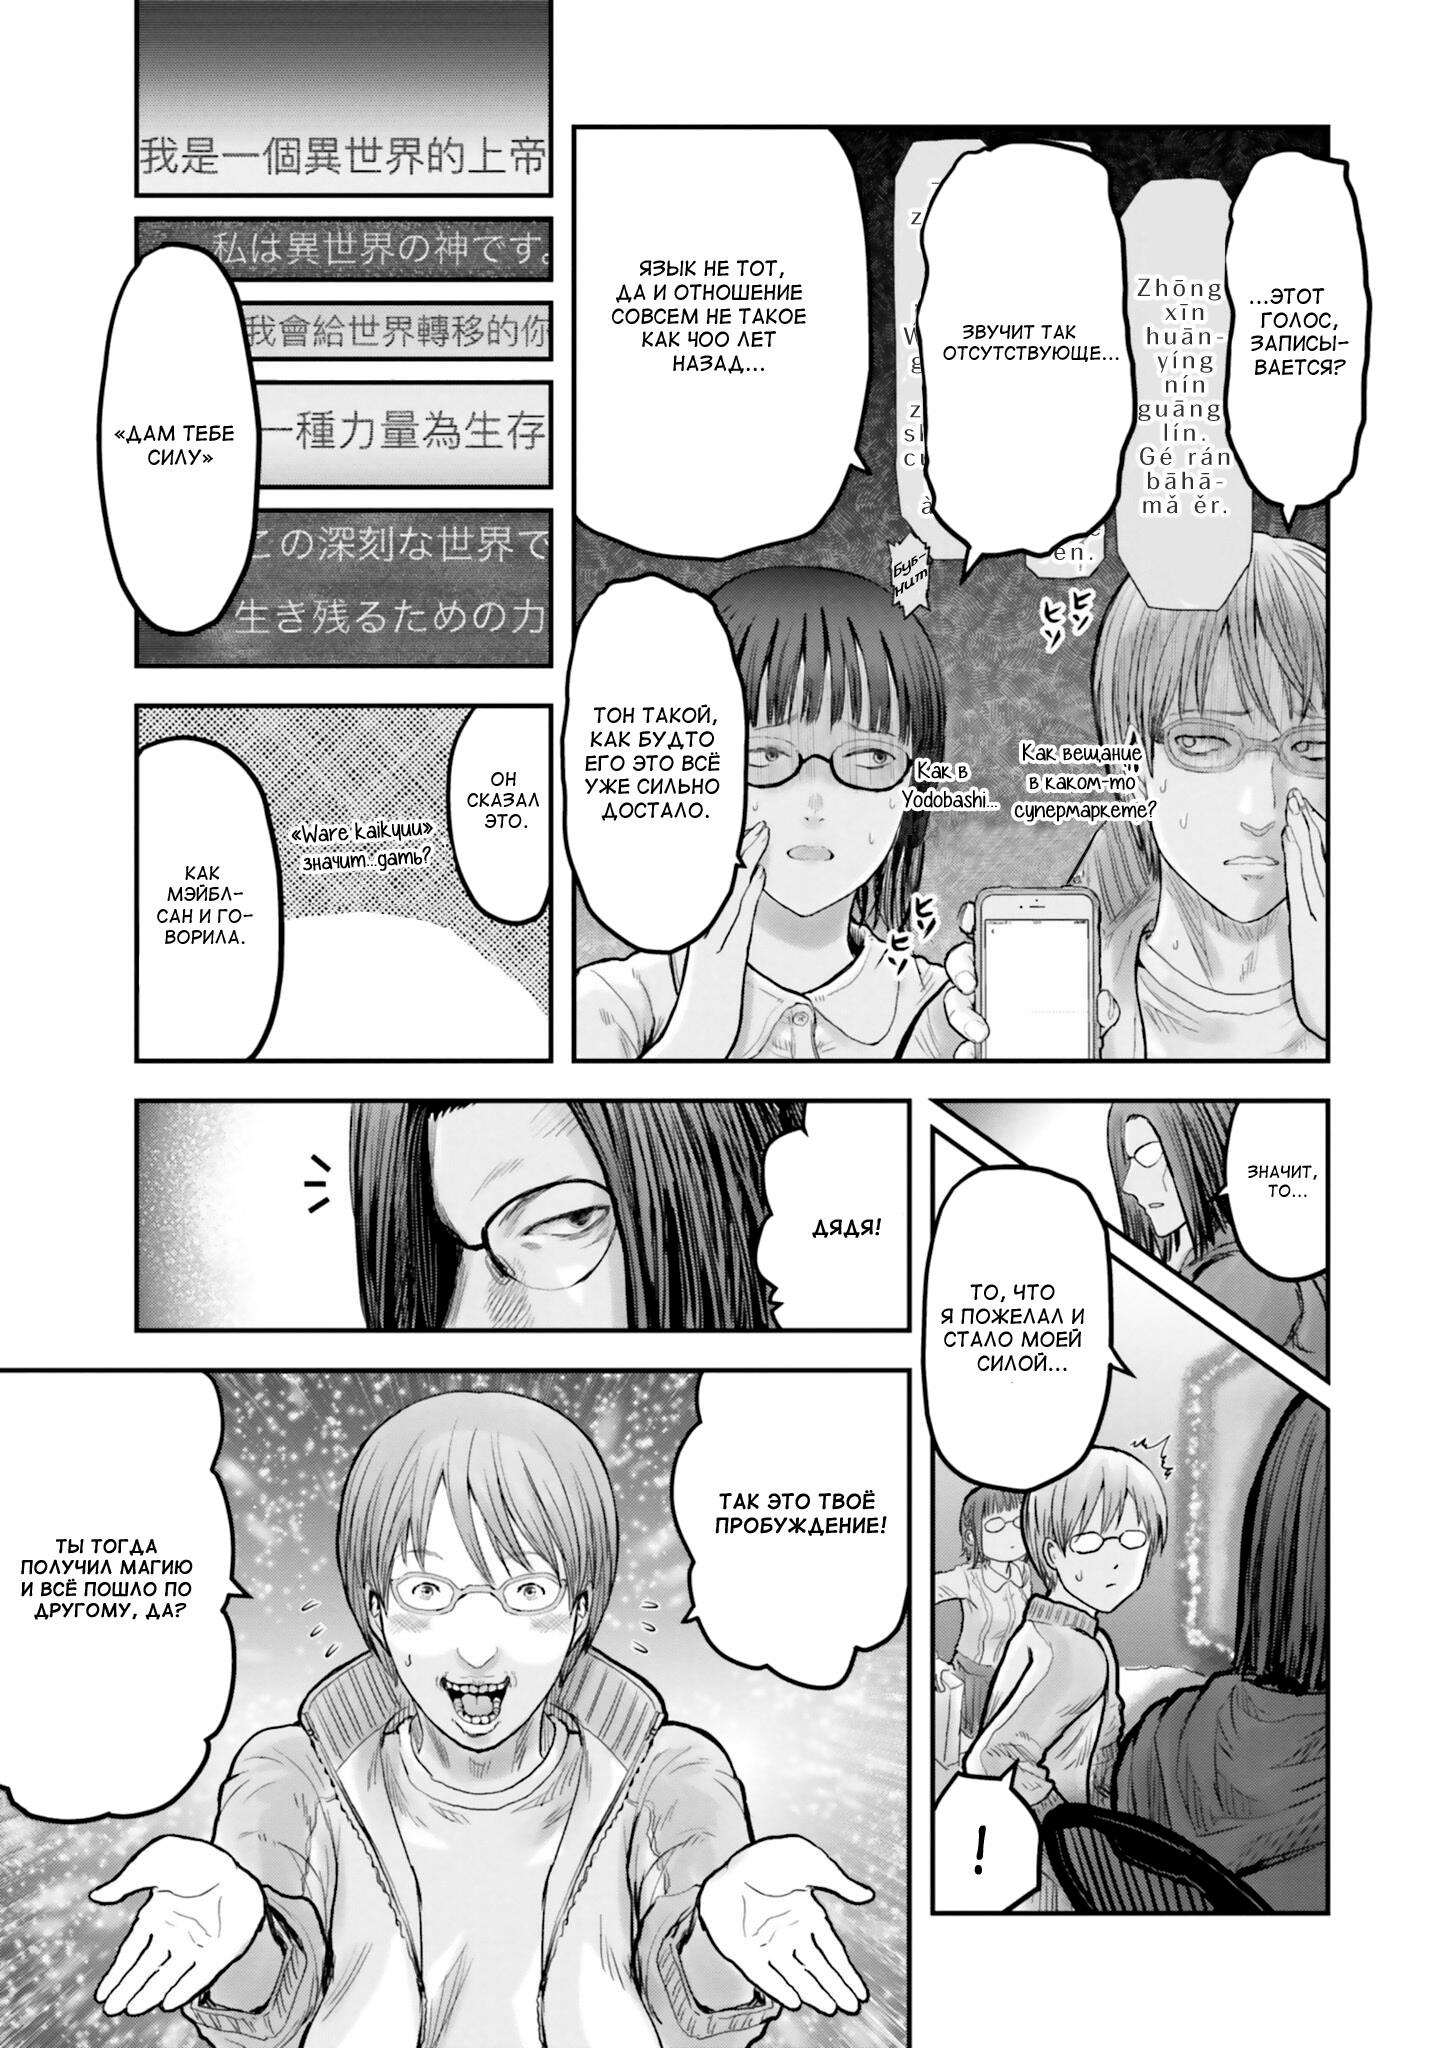 ...ЭТОТ
ГОЛОС,
ЗАПИСЫ-
ВАЕТСЯ?
Zhōng
xīn
huān-
yíng
nín
guāng
lín.
Gé rán
bāhā-
mǎ ěr.
ЗВУЧИТ ТАК
ОТСУТСТВУЮЩЕ...
ЯЗЫК НЕ ТОТ,
ДА И ОТНОШЕНИЕ
СОВСЕМ НЕ ТАКОЕ
КАК ЧОО ЛЕТ
НАЗАД...
БУБ-
НИТ
ヒソ
ヒソ
Как вещание
в каком-то
супермаркете?
Как в
Yodobashi...
ТОН ТАКОЙ,
КАК БУДТО
ЕГО ЭТО ВСЁ
УЖЕ СИЛЬНО
ДОСТАЛО.
我是一個異世界的上帝
私は異世界の神です。
我會給世界轉移的你
一種力量為生存
この深刻な世界で
生き残るための力
«ДАМ ТЕБЕ
СИЛУ»
ОН
СКАЗАЛ
ЭТО.
«Ware kaikyuu»
значит...дать?
КАК
МЭЙБЛ-
САН И ГО-
ВОРИЛА.
ЗНАЧИТ,
ТО...
ТО, ЧТО
Я ПОЖЕЛАЛ И
СТАЛО МОЕЙ
СИЛОЙ...
!
ДЯДЯ!
ТАК ЭТО ТВОЁ
ПРОБУЖДЕНИЕ!
ТЫ ТОГДА
ПОЛУЧИЛ МАГИЮ
И ВСЁ ПОШЛО ПО
ДРУГОМУ, ДА?